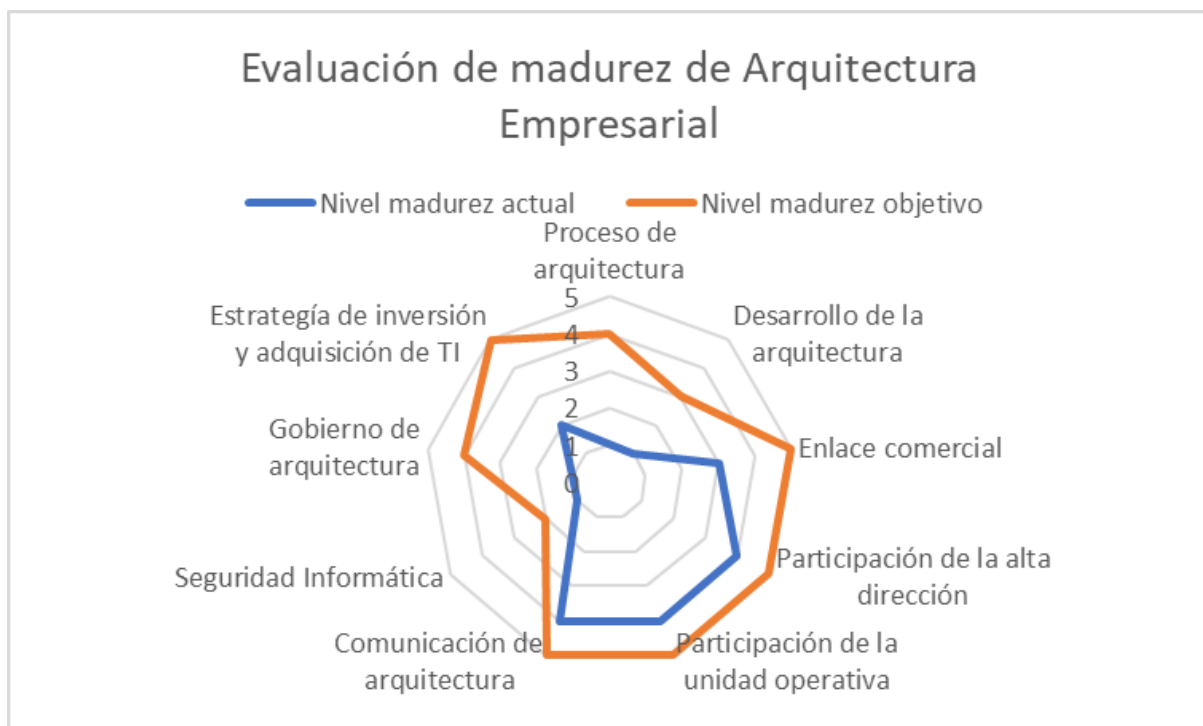 Evaluación de madurez de Arquitectura
Empresarial
Nivel madurez actual
Nivel madurez objetivo
Proceso de
arquitectura
Desarrollo de la
arquitectura
Enlace comercial
Participación de la alta
dirección
Participación de la
unidad operativa
Comunicación de
arquitectura
Seguridad Informática
Gobierno de
arquitectura
Estrategía de inversión
y adquisición de TI
5
4
3
2
1
0